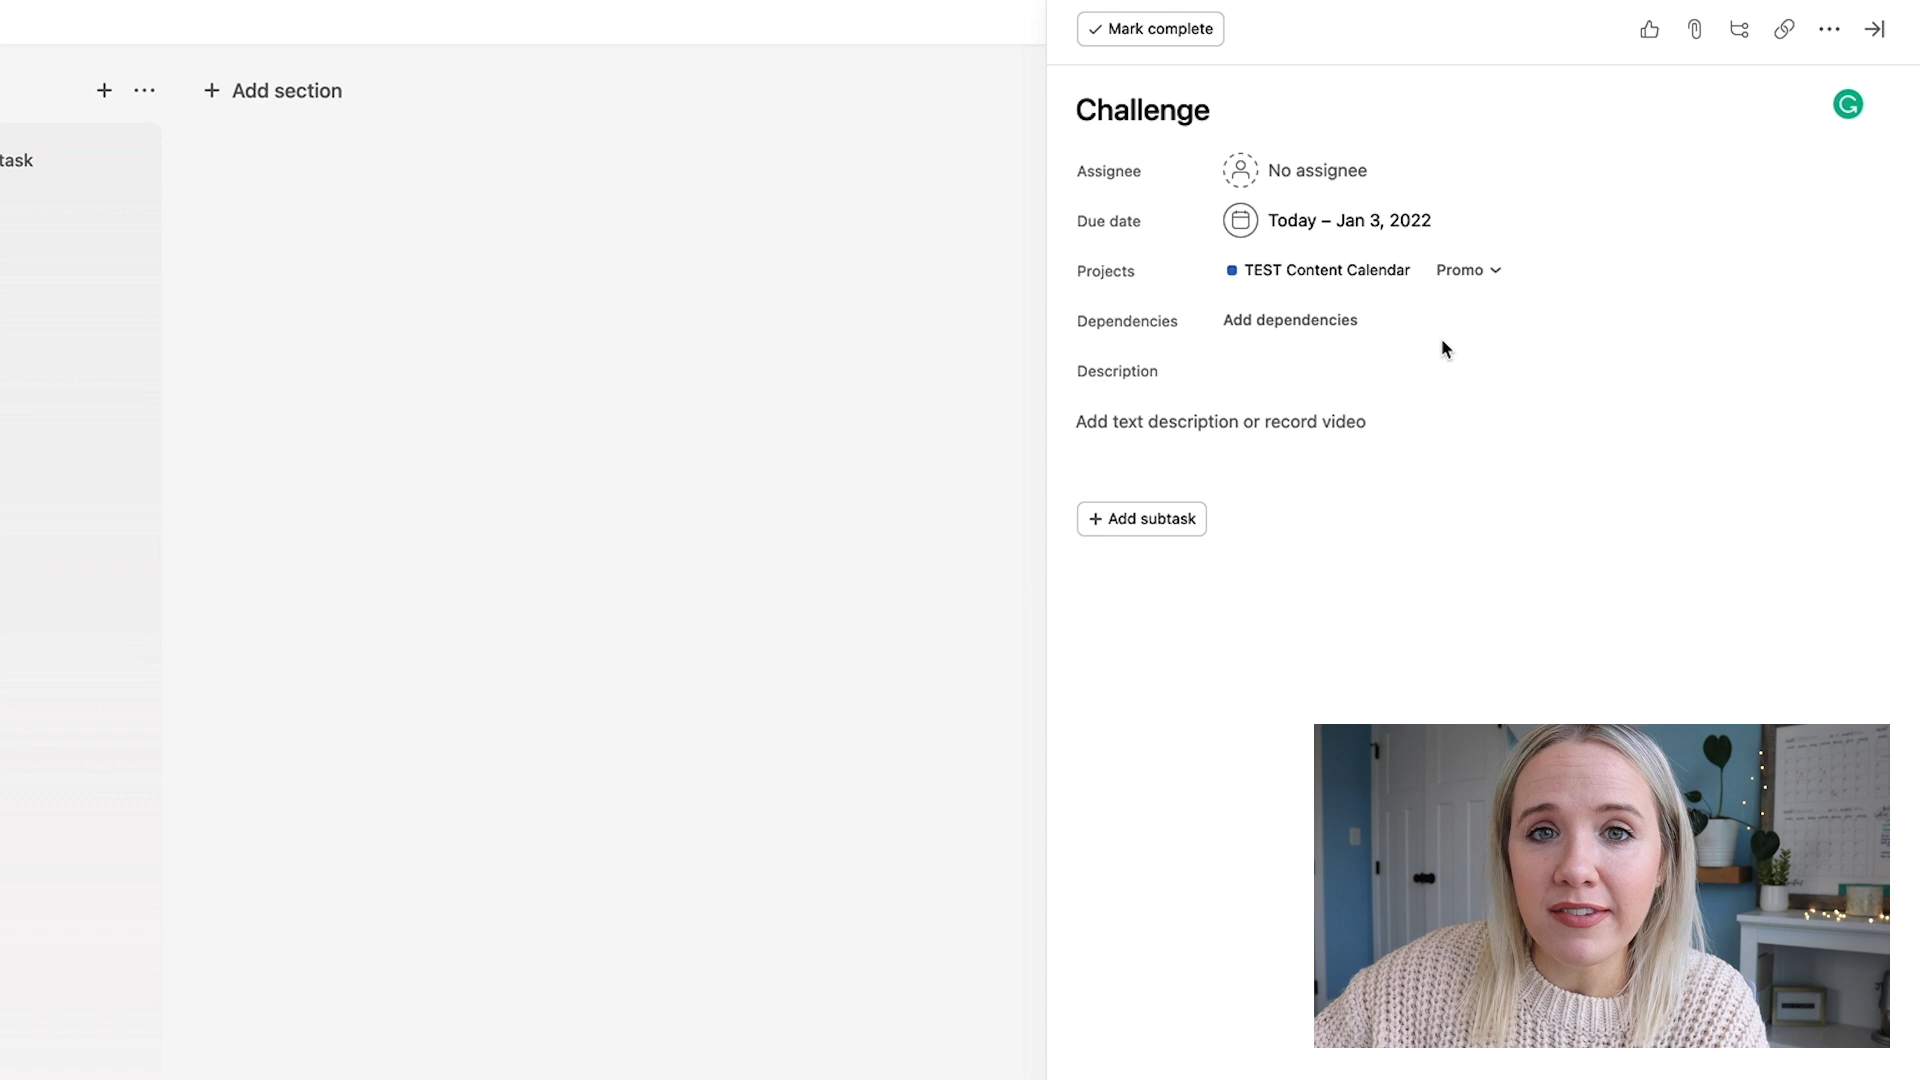 Mark complete
Add section
task
Challenge
Assignee
No assignee
Due date
Today – Jan 3, 2022
Projects
TEST Content Calendar
Promo
Dependencies
Add dependencies
Description
Add text description or record video
Add subtask